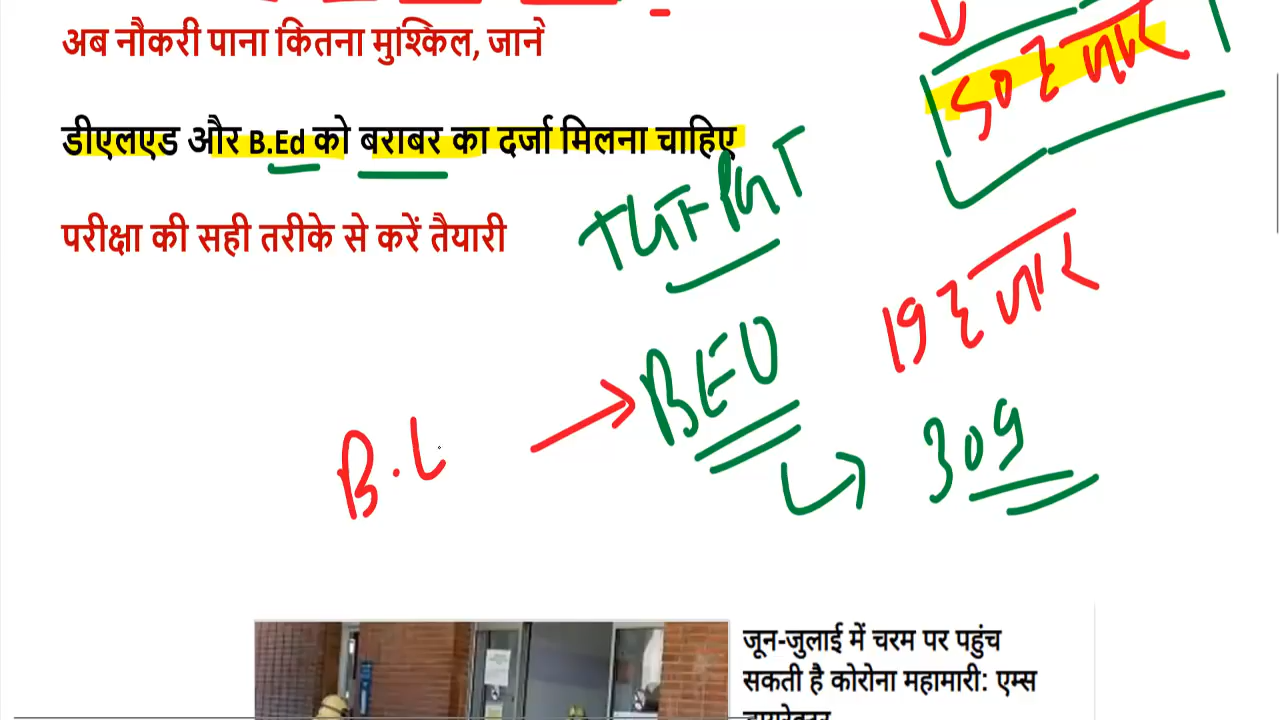 अब नौकरी पाना कितना मुश्किल, जाने
50 हजार
डीएलएड और B.Ed को बराबर का दर्जा मिलना चाहिए
TGT PGT
परीक्षा की सही तरीके से करें तैयारी
19 हजार
BEO
309
B.
जून-जुलाई में चरम पर पहुंच
सकती है कोरोना महामारी: एम्स